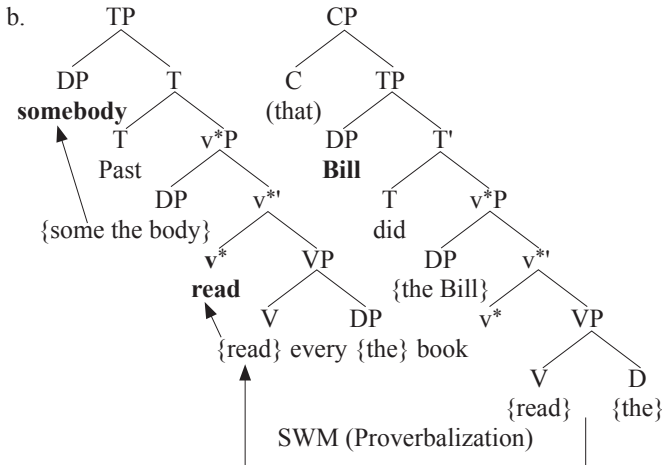 b. TP CP
DP T C TP
somebody (that)
T v*P DP T'
Past Bill
DP v*' T v*P
{some the body} did
v* VP DP v*'
read {the Bill}
V DP v* VP
{read} every {the} book
V D
{read} {the}
SWM (Proverbalization)